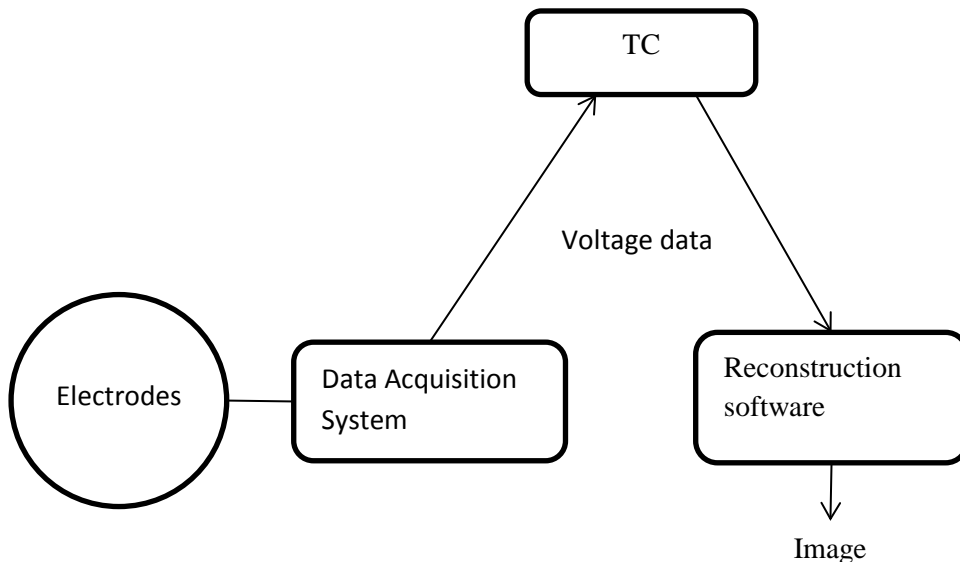 TC
Voltage data
Electrodes
Data Acquisition
System
Reconstruction
software
Image